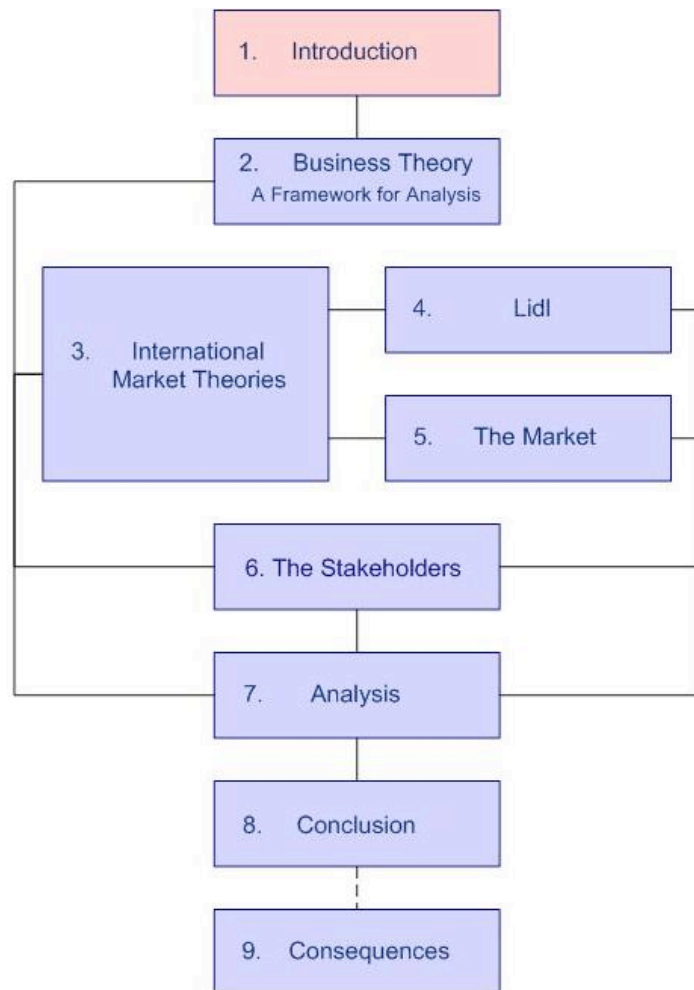 1. Introduction
2. Business Theory
A Framework for Analysis
3. International
Market Theories
4. Lidl
5. The Market
6. The Stakeholders
7. Analysis
8. Conclusion
9. Consequences